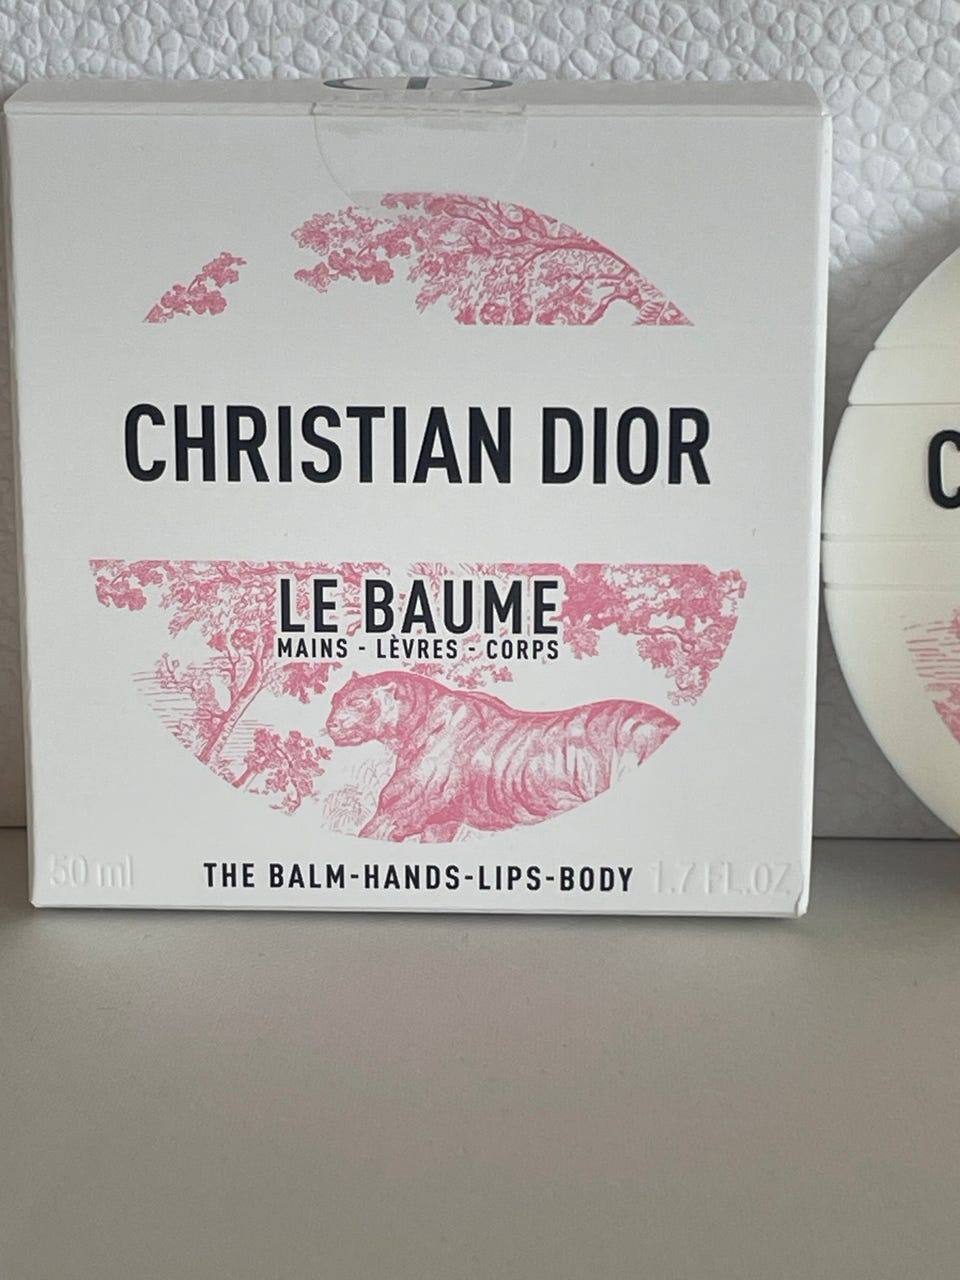 CHRISTIAN DIOR
LE BAUME
MAINS - LÈVRES - CORPS
50 ml
THE BALM-HANDS-LIPS-BODY
1.7 FL.OZ
C